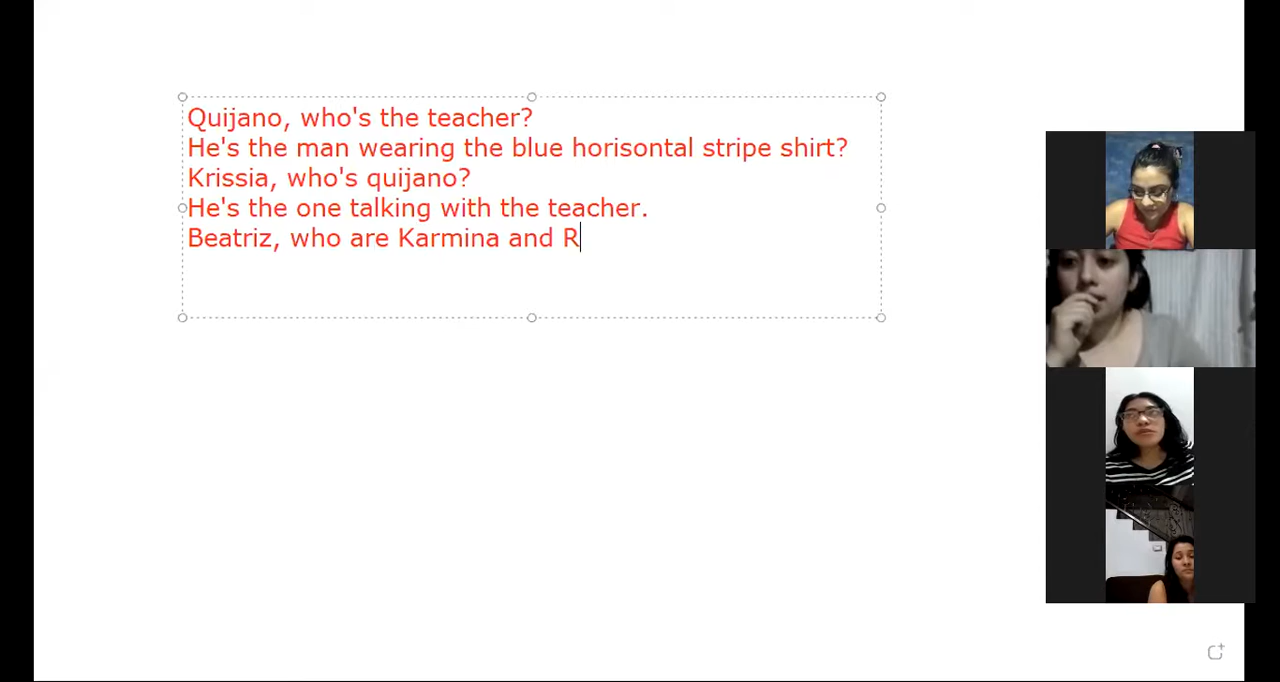 Quijano, who's the teacher?
He's the man wearing the blue horisontal stripe shirt?
Krissia, who's quijano?
He's the one talking with the teacher.
Beatriz, who are Karmina and R